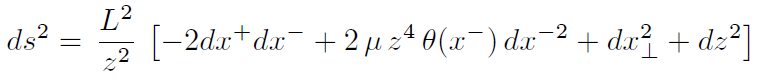 ds² = L²/z² [−2dx⁺dx⁻ + 2 μ z⁴ θ(x⁻) dx⁻² + dx⊥² + dz²]